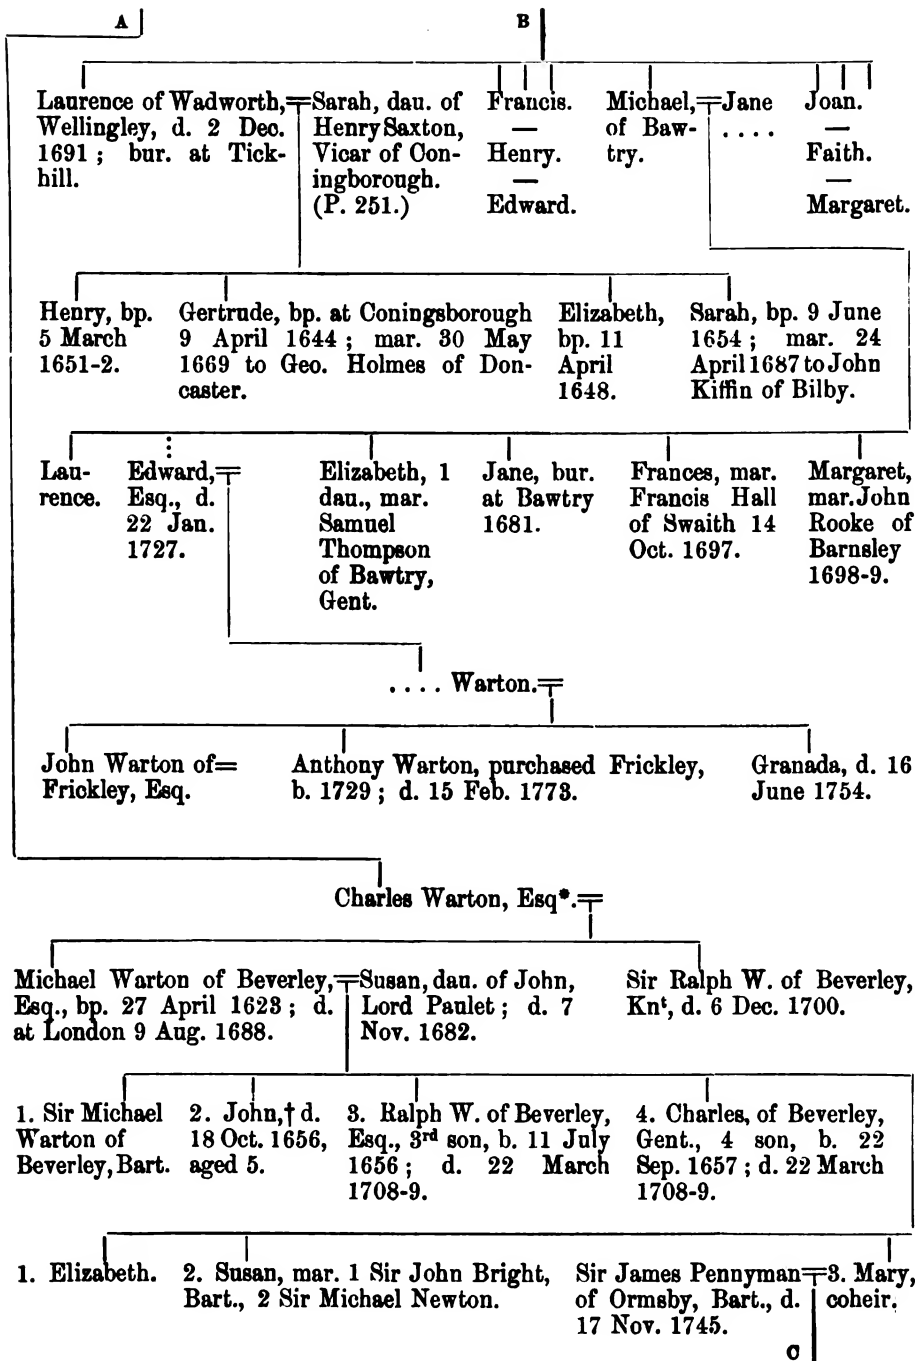 A
B
Laurence of Wadworth,
Wellingley, d. 2 Dec.
1691 ; bur. at Tick-
hill.
Sarah, dau. of
Henry Saxton,
Vicar of Con-
ingborough.
(P. 251.)
Francis.
—
Henry.
—
Edward.
Michael,
of Baw-
try.
Jane
. . . .
Joan.
—
Faith.
—
Margaret.
Henry, bp.
5 March
1651-2.
Gertrude, bp. at Coningsborough
9 April 1644 ; mar. 30 May
1669 to Geo. Holmes of Don-
caster.
Elizabeth,
bp. 11
April
1648.
Sarah, bp. 9 June
1654 ; mar. 24
April 1687 to John
Kiffin of Bilby.
Lau-
rence.
Edward,
Esq., d.
22 Jan.
1727.
Elizabeth, 1
dau., mar.
Samuel
Thompson
of Bawtry,
Gent.
Jane, bur.
at Bawtry
1681.
Frances, mar.
Francis Hall
of Swaith 14
Oct. 1697.
Margaret,
mar. John
Rooke of
Barnsley
1698-9.
. . . . Warton.
John Warton of
Frickley, Esq.
Anthony Warton, purchased Frickley,
b. 1729 ; d. 15 Feb. 1773.
Granada, d. 16
June 1754.
Charles Warton, Esq*.
Michael Warton of Beverley,
Esq., bp. 27 April 1623 ; d.
at London 9 Aug. 1688.
Susan, dau. of John,
Lord Paulet ; d. 7
Nov. 1682.
Sir Ralph W. of Beverley,
Knt, d. 6 Dec. 1700.
1. Sir Michael
Warton of
Beverley, Bart.
2. John,† d.
18 Oct. 1656,
aged 5.
3. Ralph W. of Beverley,
Esq., 3rd son, b. 11 July
1656 ; d. 22 March
1708-9.
4. Charles, of Beverley,
Gent., 4 son, b. 22
Sep. 1657 ; d. 22 March
1708-9.
1. Elizabeth.
2. Susan, mar. 1 Sir John Bright,
Bart., 2 Sir Michael Newton.
Sir James Pennyman
of Ormsby, Bart., d.
17 Nov. 1745.
3. Mary,
coheir.
C